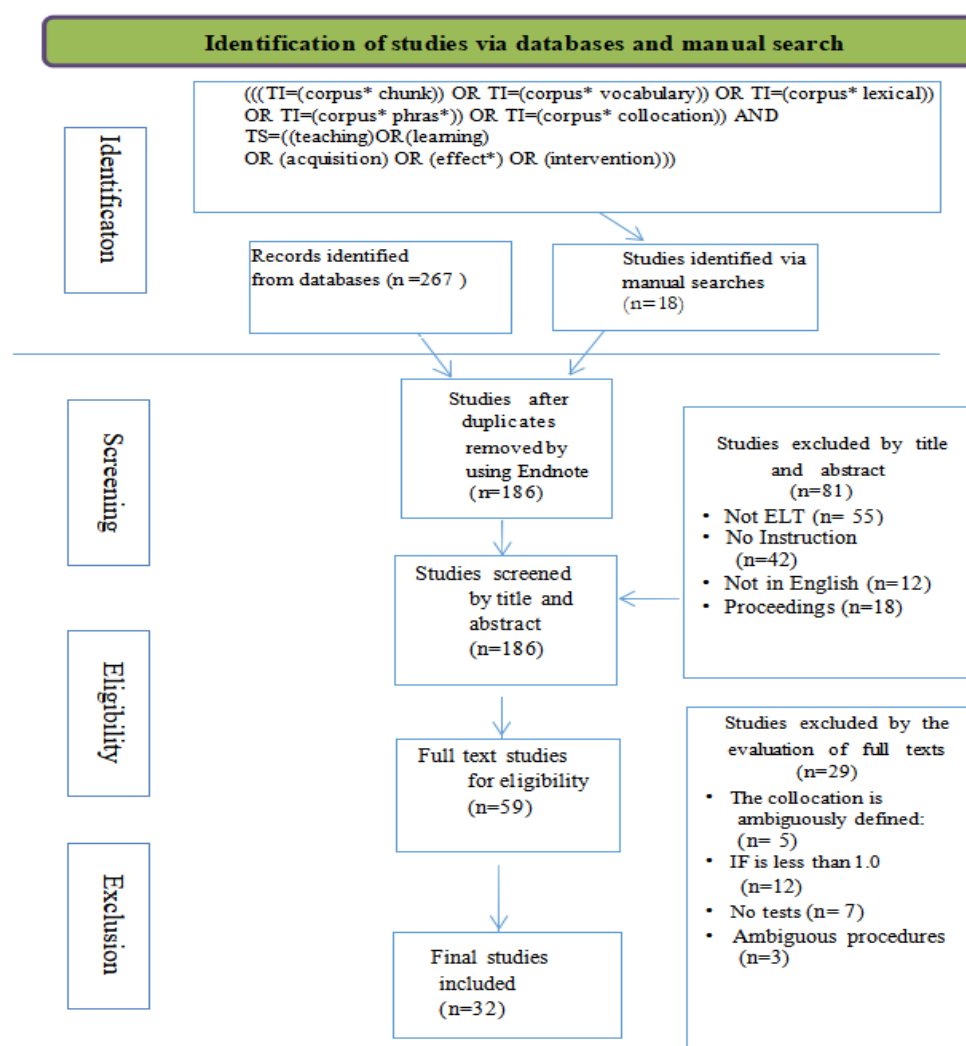 Identification of studies via databases and manual search
Identificaton
(((TI=(corpus* chunk)) OR TI=(corpus* vocabulary)) OR TI=(corpus* lexical))
OR TI=(corpus* phras*)) OR TI=(corpus* collocation)) AND
TS=((teaching)OR(learning)
OR (acquisition) OR (effect*) OR (intervention)))
Records identified
from databases (n =267 )
Studies identified via
manual searches
(n=18)
Screening
Studies after
duplicates
removed by
using Endnote
(n=186)
Studies excluded by title
and abstract
(n=81)
• Not ELT (n= 55)
• No Instruction
(n=42)
• Not in English (n=12)
• Proceedings (n=18)
Studies screened
by title and
abstract
(n=186)
Eligibility
Full text studies
for eligibility
(n=59)
Studies excluded by the
evaluation of full texts
(n=29)
• The collocation is
ambiguously defined:
(n= 5)
• IF is less than 1.0
(n=12)
• No tests (n= 7)
• Ambiguous procedures
(n=3)
Exclusion
Final studies
included
(n=32)